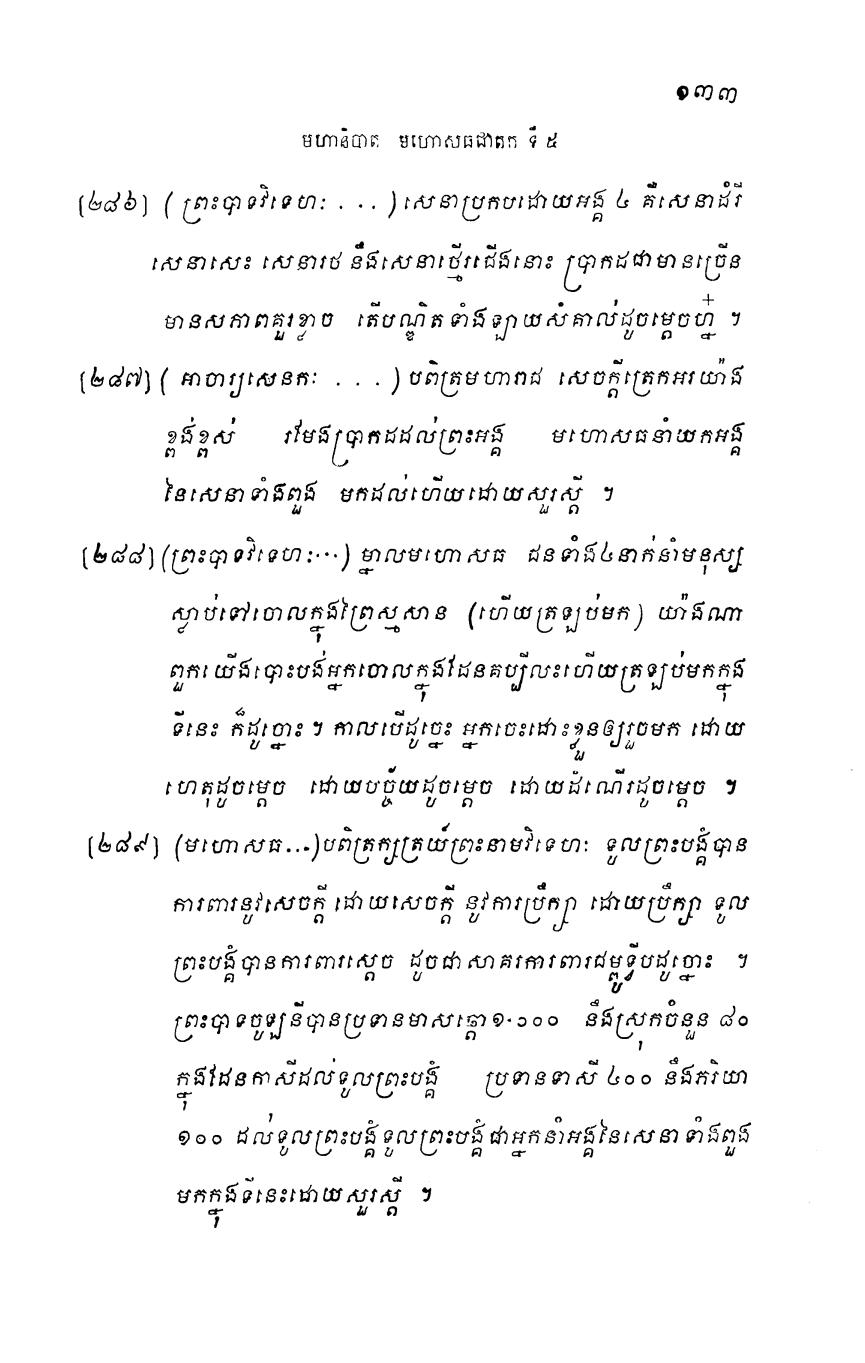 ១៣៣
មហានិបាត មហោសធជាតក ទី ៥
[២៨៦] ( ព្រះបាទវិទេហៈ . . . ) សេនាប្រកបដោយអង្គ ៤ គឺសេនាដំរី
សេនាសេះ សេនារថ នឹងសេនាថ្មើរជើងនោះ ប្រាកដជាមានច្រើន
មានសភាពគួរខ្លាច តើបណ្ឌិតទាំងឡាយសំគាល់ដូចម្តេចហ្ន៎ ។
[២៨៧] ( អាចារ្យសេនកៈ . . . ) បពិត្រមហារាជ សេចក្តីត្រេកអរយ៉ាង
ខ្ពង់ខ្ពស់ រមែងប្រាកដដល់ព្រះអង្គ មហោសធនាំយកអង្គ
នៃសេនាទាំងពួង មកដល់ហើយដោយសួរស្តី ។
[២៨៨] (ព្រះបាទវិទេហៈ...) ម្នាលមហោសធ ជនទាំង៤នាក់នាំមនុស្ស
ស្លាប់ទៅចោលក្នុងព្រៃស្មសាន (ហើយត្រឡប់មក) យ៉ាងណា
ពួកយើងបោះបង់អ្នកចោលក្នុងដែនកប្បិលះហើយត្រឡប់មកក្នុង
ទីនេះ ក៏ដូច្នោះ ។ កាលបើដូច្នេះ អ្នកចេះដោះខ្លួនឲ្យរួចមក ដោយ
ហេតុដូចម្តេច ដោយបច្ច័យដូចម្តេច ដោយដំណើរដូចម្តេច ។
[២៨៩] (មហោសធ...)បពិត្រក្សត្រយ៍ព្រះនាមវិទេហៈ ទូលព្រះបង្គំបាន
ការពារនូវសេចក្តី ដោយសេចក្តី នូវការប្រឹក្សា ដោយប្រឹក្សា ទូល
ព្រះបង្គំបានការពារស្តេច ដូចជាសាគរការពារជម្ពូទ្វីបដូច្នោះ ។
ព្រះបាទចូឡនីបានប្រទានមាសឆ្តោ១.១០០ នឹងស្រុកចំនួន ៨០
ក្នុងដែនកាសីដល់ទូលព្រះបង្គំ ប្រទានទាសី ៤០០ នឹងភរិយា
១០០ ដល់ទូលព្រះបង្គំទូលព្រះបង្គំជាអ្នកនាំអង្គនៃសេនាទាំងពួង
មកក្នុងទីនេះដោយសួរស្តី ។